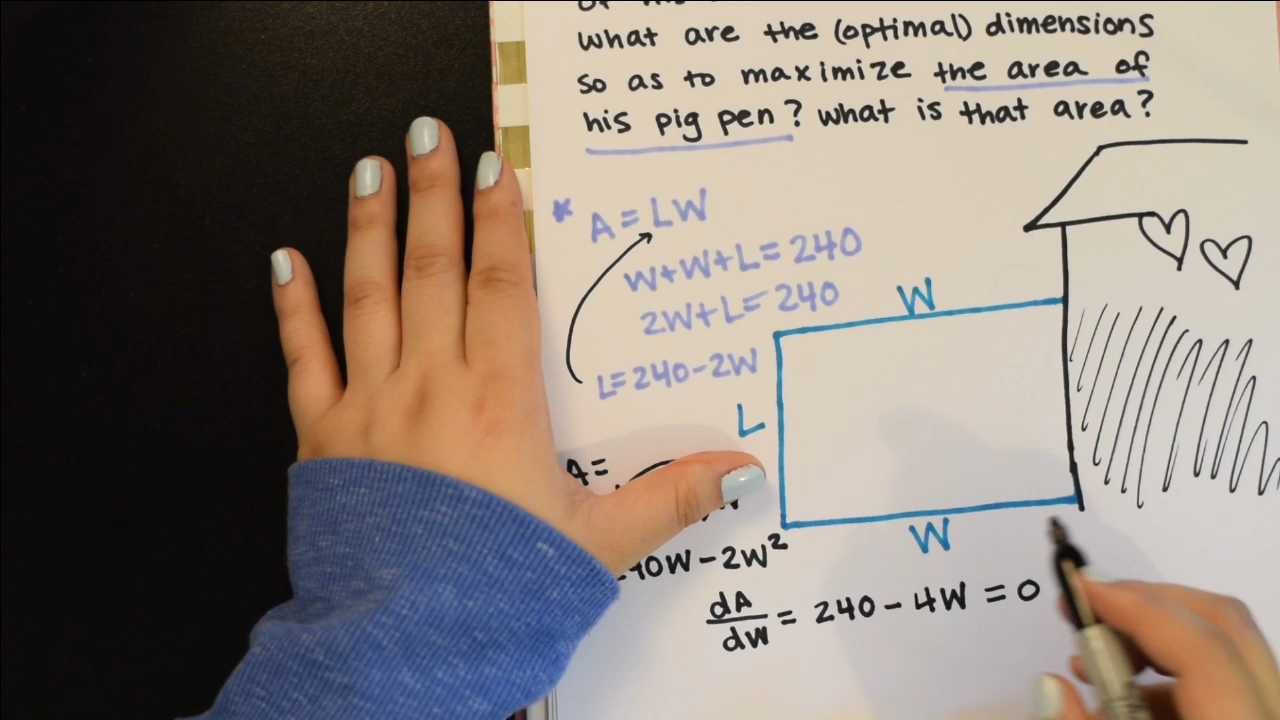 what are the (optimal) dimensions
so as to maximize the area of
his pig pen? what is that area?
* A = LW
W+W+L=240
2W+L=240
L=240-2W
W
L
W
A=
40W-2W²
dA/dW = 240-4W = 0